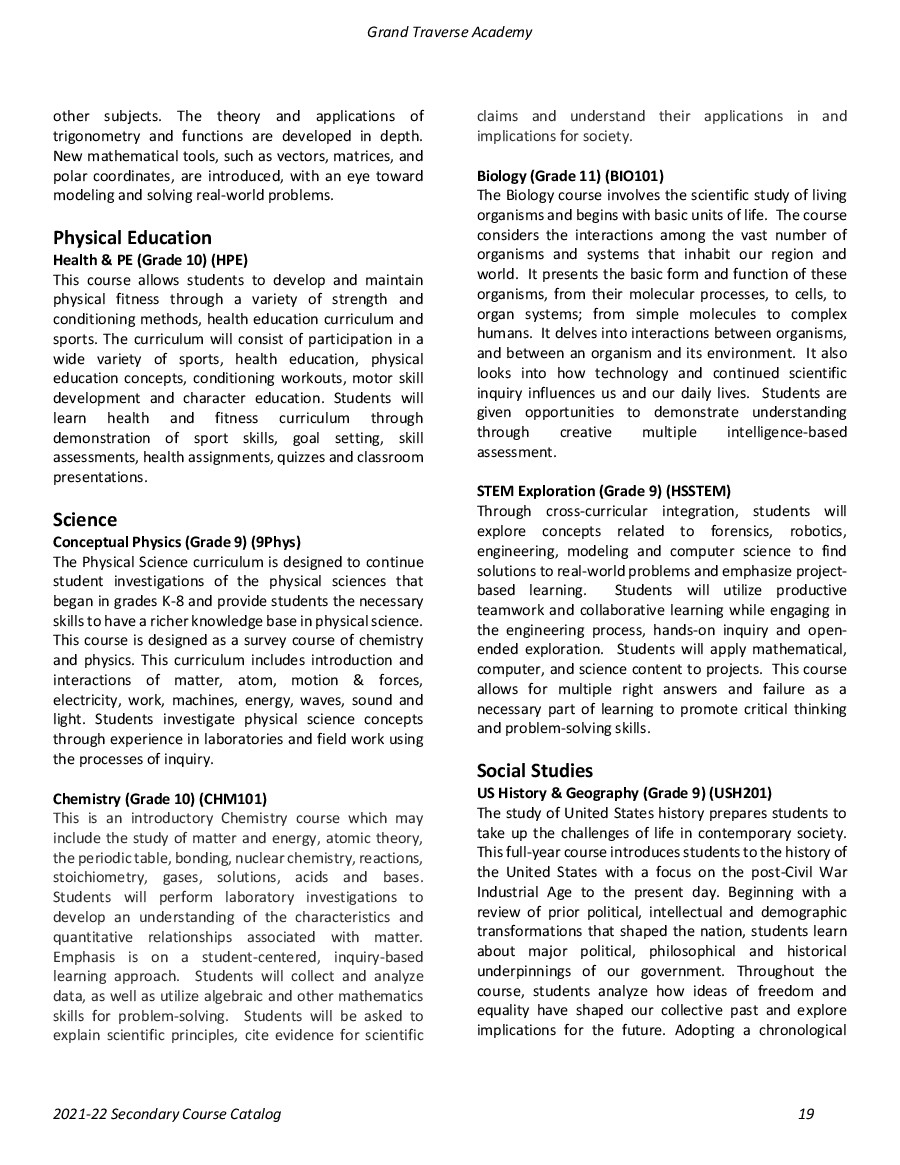 Grand Traverse Academy
other subjects. The theory and applications of
trigonometry and functions are developed in depth.
New mathematical tools, such as vectors, matrices, and
polar coordinates, are introduced, with an eye toward
modeling and solving real-world problems.
Physical Education
Health & PE (Grade 10) (HPE)
This course allows students to develop and maintain
physical fitness through a variety of strength and
conditioning methods, health education curriculum and
sports. The curriculum will consist of participation in a
wide variety of sports, health education, physical
education concepts, conditioning workouts, motor skill
development and character education. Students will
learn health and fitness curriculum through
demonstration of sport skills, goal setting, skill
assessments, health assignments, quizzes and classroom
presentations.
Science
Conceptual Physics (Grade 9) (9Phys)
The Physical Science curriculum is designed to continue
student investigations of the physical sciences that
began in grades K-8 and provide students the necessary
skills to have a richer knowledge base in physical science.
This course is designed as a survey course of chemistry
and physics. This curriculum includes introduction and
interactions of matter, atom, motion & forces,
electricity, work, machines, energy, waves, sound and
light. Students investigate physical science concepts
through experience in laboratories and field work using
the processes of inquiry.
Chemistry (Grade 10) (CHM101)
This is an introductory Chemistry course which may
include the study of matter and energy, atomic theory,
the periodic table, bonding, nuclear chemistry, reactions,
stoichiometry, gases, solutions, acids and bases.
Students will perform laboratory investigations to
develop an understanding of the characteristics and
quantitative relationships associated with matter.
Emphasis is on a student-centered, inquiry-based
learning approach. Students will collect and analyze
data, as well as utilize algebraic and other mathematics
skills for problem-solving. Students will be asked to
explain scientific principles, cite evidence for scientific
claims and understand their applications in and
implications for society.
Biology (Grade 11) (BIO101)
The Biology course involves the scientific study of living
organisms and begins with basic units of life. The course
considers the interactions among the vast number of
organisms and systems that inhabit our region and
world. It presents the basic form and function of these
organisms, from their molecular processes, to cells, to
organ systems; from simple molecules to complex
humans. It delves into interactions between organisms,
and between an organism and its environment. It also
looks into how technology and continued scientific
inquiry influences us and our daily lives. Students are
given opportunities to demonstrate understanding
through creative multiple intelligence-based
assessment.
STEM Exploration (Grade 9) (HSSTEM)
Through cross-curricular integration, students will
explore concepts related to forensics, robotics,
engineering, modeling and computer science to find
solutions to real-world problems and emphasize project-
based learning. Students will utilize productive
teamwork and collaborative learning while engaging in
the engineering process, hands-on inquiry and open-
ended exploration. Students will apply mathematical,
computer, and science content to projects. This course
allows for multiple right answers and failure as a
necessary part of learning to promote critical thinking
and problem-solving skills.
Social Studies
US History & Geography (Grade 9) (USH201)
The study of United States history prepares students to
take up the challenges of life in contemporary society.
This full-year course introduces students to the history of
the United States with a focus on the post-Civil War
Industrial Age to the present day. Beginning with a
review of prior political, intellectual and demographic
transformations that shaped the nation, students learn
about major political, philosophical and historical
underpinnings of our government. Throughout the
course, students analyze how ideas of freedom and
equality have shaped our collective past and explore
implications for the future. Adopting a chronological
2021-22 Secondary Course Catalog 19